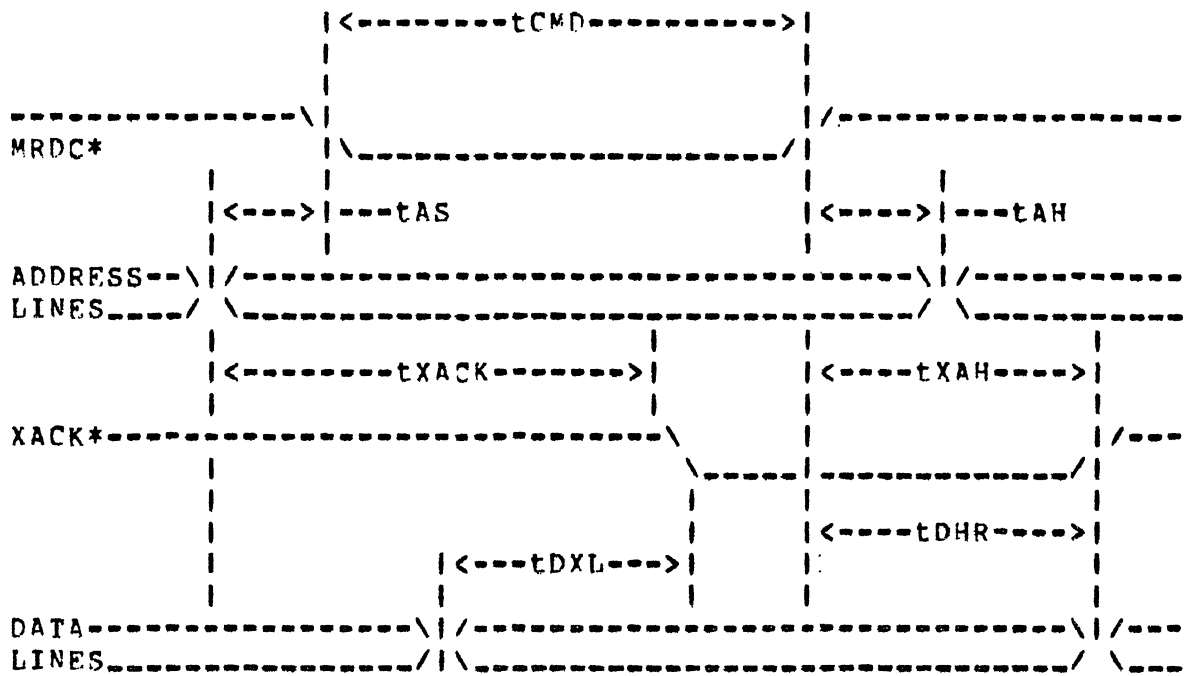 tCMD
MRDC*
tAS
tAH
ADDRESS
LINES
tXACK
tXAH
XACK*
tDHR
tDXL
DATA
LINES